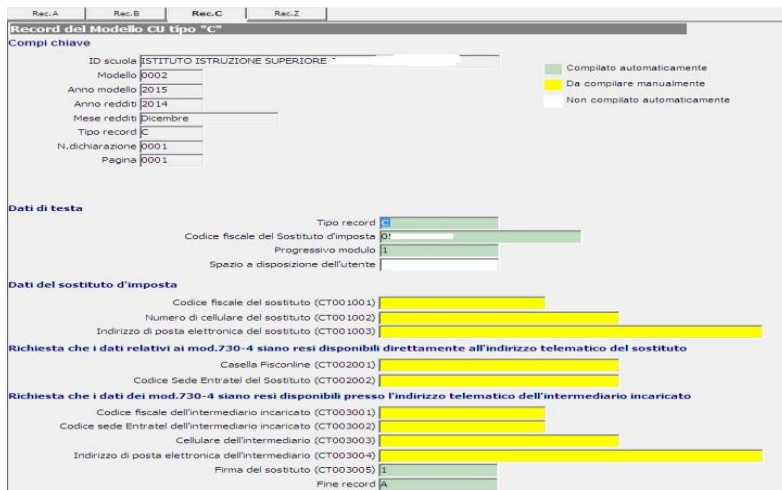 Rec.A Rec.B Rec.C Rec.Z
Record del Modello CU tipo "C"
Compi chiave
ID scuola ISTITUTO ISTRUZIONE SUPERIORE
Compilato automaticamente
Modello 0002
Da compilare manualmente
Anno modello 2015
Non compilato automaticamente
Anno redditi 2014
Mese redditi Dicembre
Tipo record C
N.dichiarazione 0001
Pagina 0001
Dati di testa
Tipo record C
Codice fiscale del Sostituto d'imposta
Progressivo modulo 1
Spazio a disposizione dell'utente
Dati del sostituto d'imposta
Codice fiscale del sostituto (CT001001)
Numero di cellulare del sostituto (CT001002)
Indirizzo di posta elettronica del sostituto (CT001003)
Richiesta che i dati relativi ai mod.730-4 siano resi disponibili direttamente all'indirizzo telematico del sostituto
Casella Fisconline (CT002001)
Codice Sede Entratel del Sostituto (CT002002)
Richiesta che i dati dei mod.730-4 siano resi disponibili presso l'indirizzo telematico dell'intermediario incaricato
Codice fiscale dell'intermediario incaricato (CT003001)
Codice sede Entratel dell'intermediario incaricato (CT003002)
Cellulare dell'intermediario (CT003003)
Indirizzo di posta elettronica dell'intermediario (CT003004)
Firma del sostituto (CT003005) 1
Fine record A